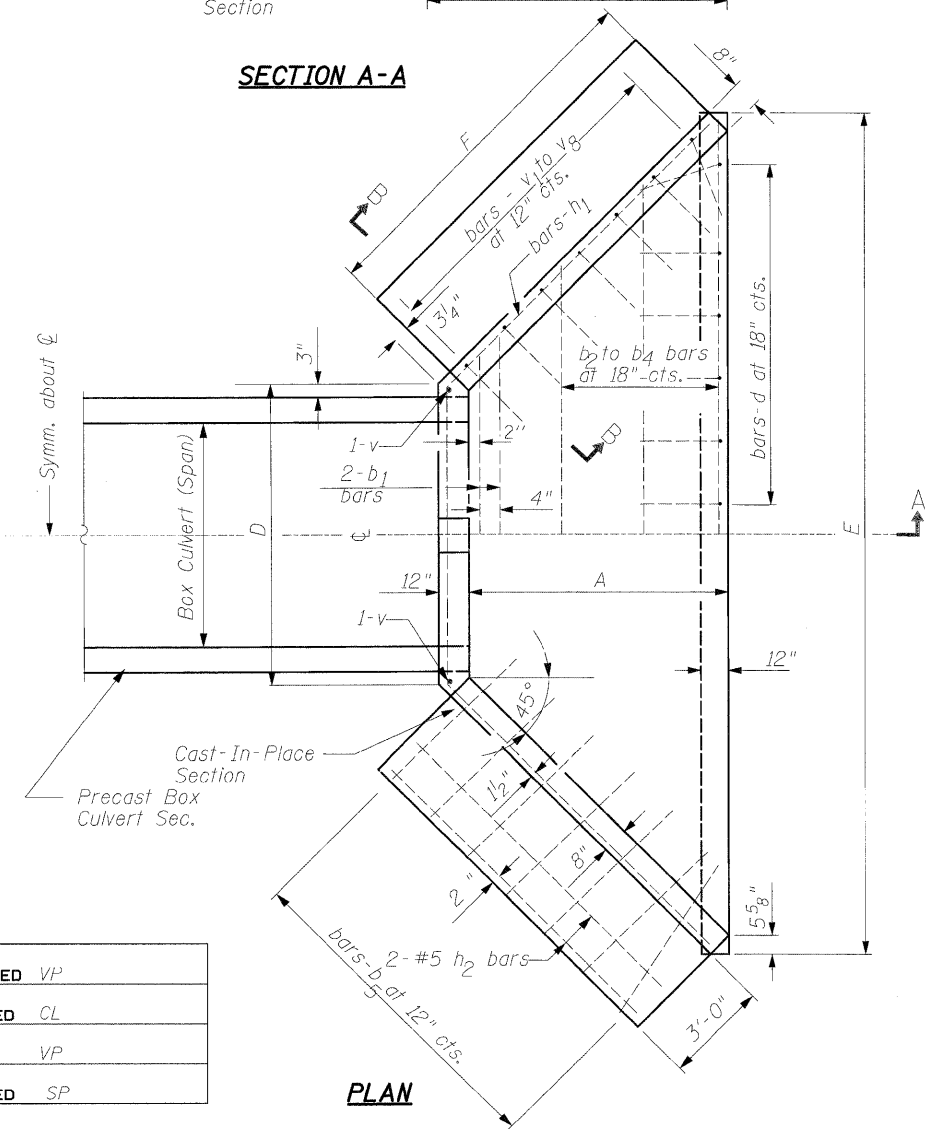 Section
SECTION A-A
8"
F
bars - v1 to v8
at 12" cts.
bars-h1
B
3¼"
3"
Symm. about ℄
b2 to b4 bars
at 18" cts.
bars-d at 18" cts.
1-v
2"
B
2-b1
bars
4"
A
Box Culvert (Span)
D
℄
E
12"
A
1-v
12"
45°
Cast-In-Place
Section
Precast Box
Culvert Sec.
1½"
8"
2"
5⅝"
bars-b5 at 12" cts.
2-#5 h2 bars
3'-0"
ED VP
ED CL
VP
ED SP
PLAN